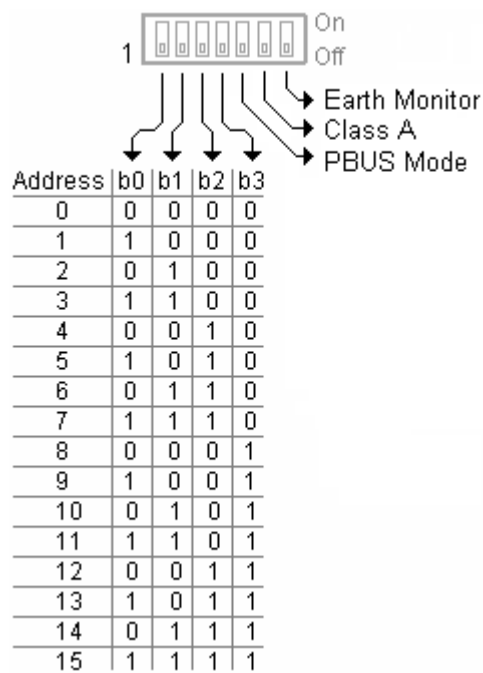 On
1 Off
Earth Monitor
Class A
PBUS Mode
Address b0 b1 b2 b3
0 0 0 0 0
1 1 0 0 0
2 0 1 0 0
3 1 1 0 0
4 0 0 1 0
5 1 0 1 0
6 0 1 1 0
7 1 1 1 0
8 0 0 0 1
9 1 0 0 1
10 0 1 0 1
11 1 1 0 1
12 0 0 1 1
13 1 0 1 1
14 0 1 1 1
15 1 1 1 1